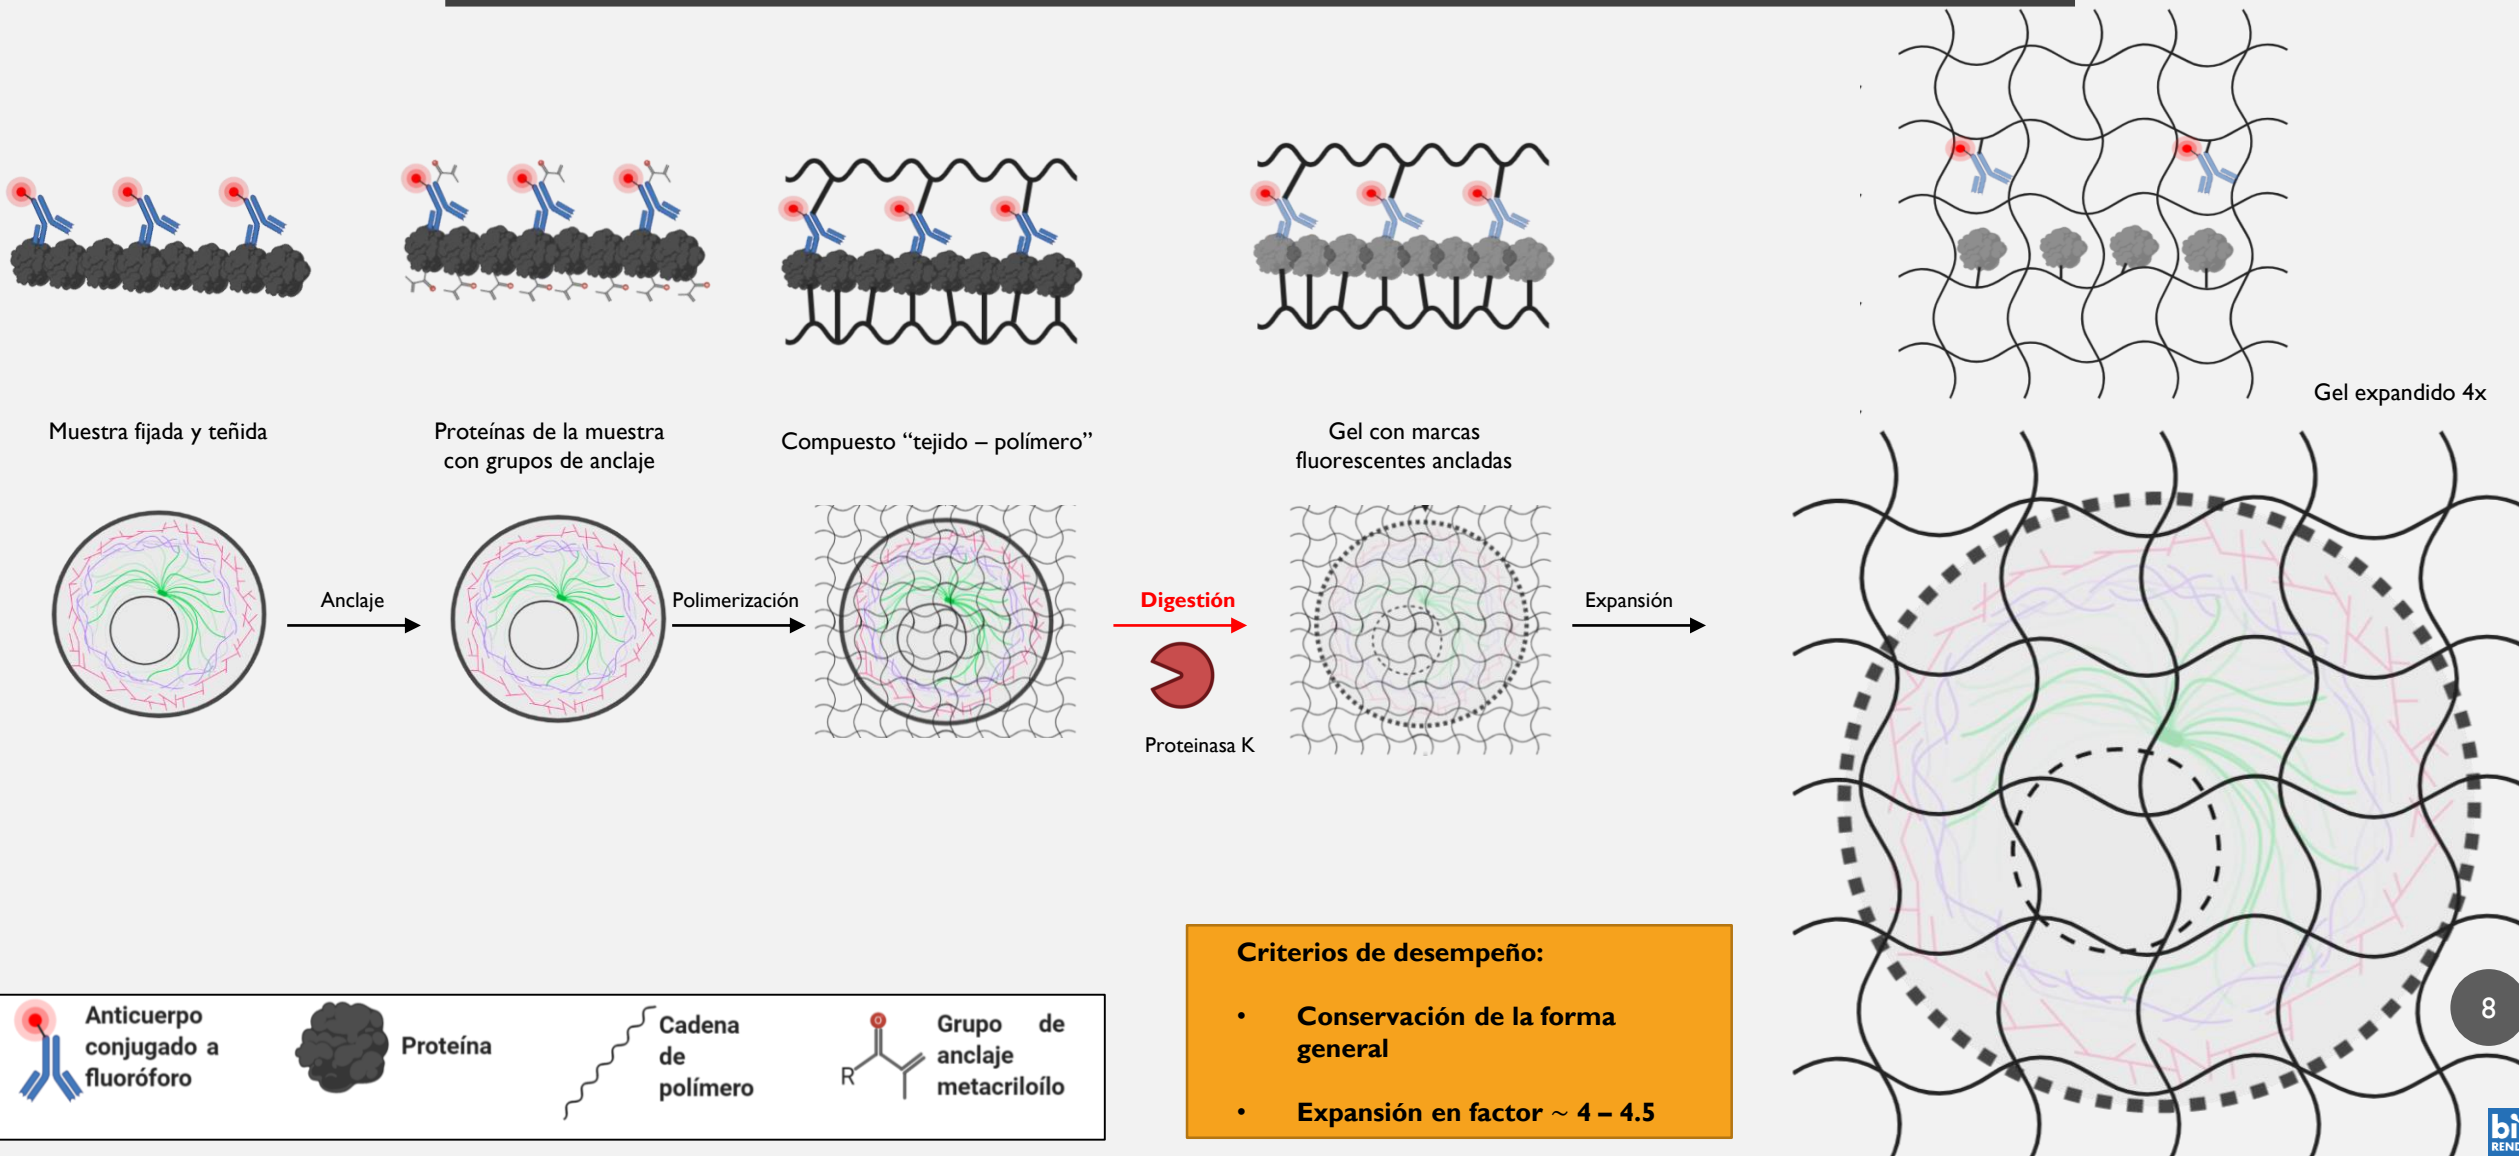 Gel expandido 4x
Muestra fijada y teñida
Proteínas de la muestra
con grupos de anclaje
Compuesto “tejido – polímero”
Gel con marcas
fluorescentes ancladas
Anclaje
Polimerización
Digestión
Expansión
Proteinasa K
Criterios de desempeño:
• Conservación de la forma
general
• Expansión en factor ~ 4 – 4.5
Anticuerpo
conjugado a
fluoróforo
Proteína
Cadena
de
polímero
O
R
Grupo de
anclaje
metacriloílo
8
REND